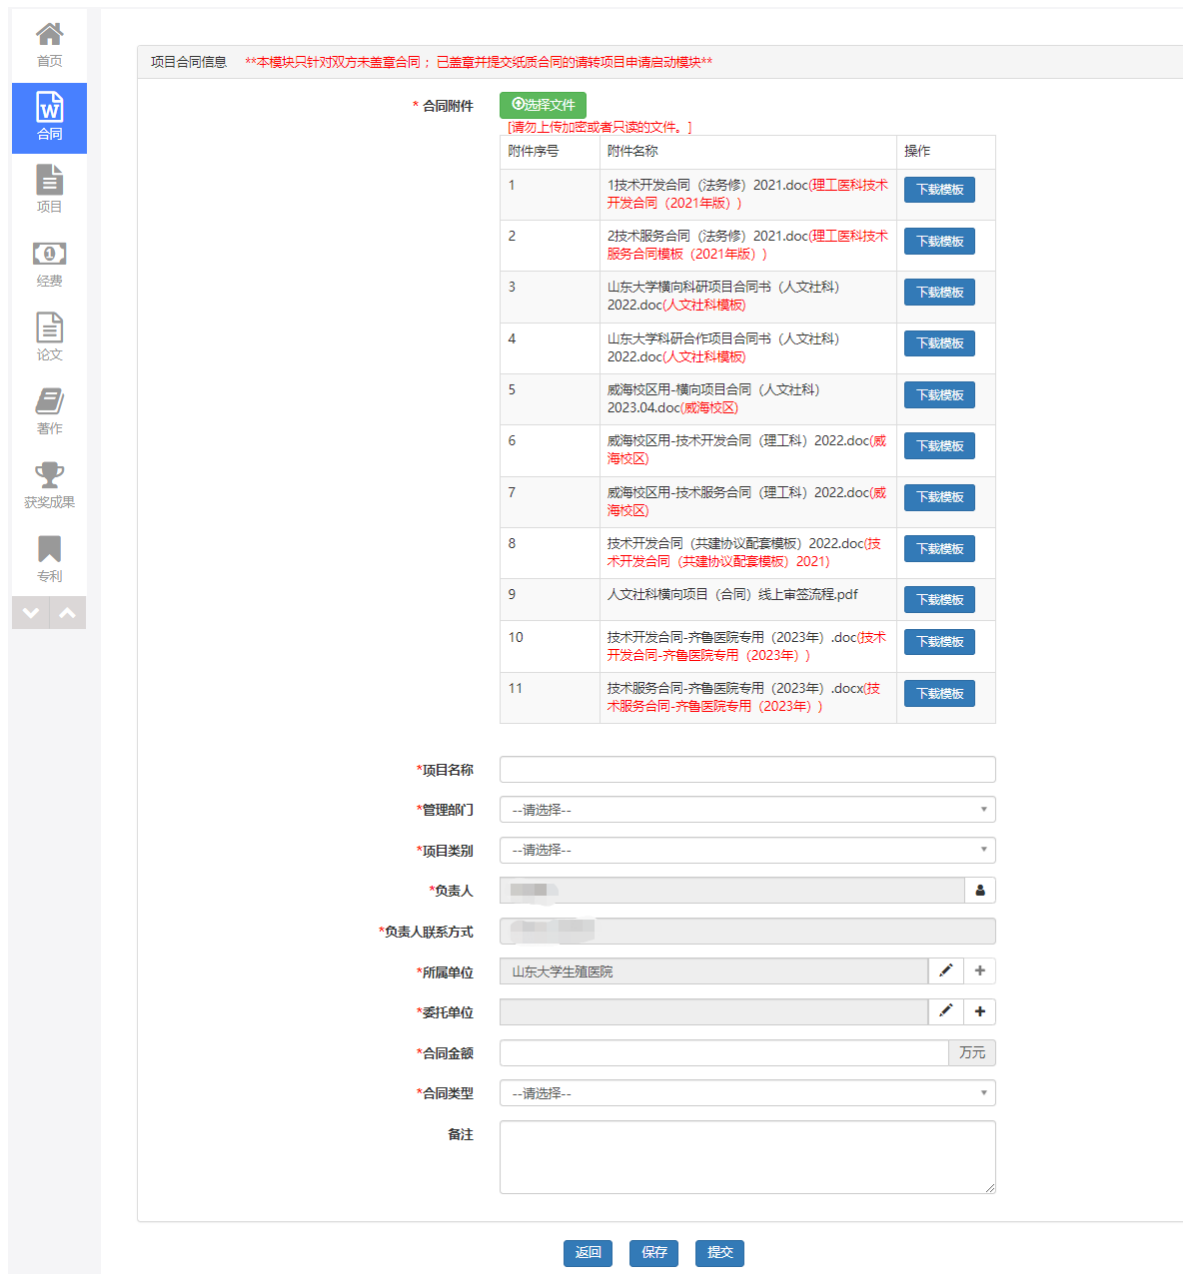 首页
合同
项目
经费
论文
著作
获奖成果
专利
项目合同信息 **本模块只针对双方未盖章合同 ；已盖章并提交纸质合同的请转项目申请启动模块**
* 合同附件 选择文件
[请勿上传加密或者只读的文件。]
附件序号 附件名称 操作
1 1技术开发合同（法务修）2021.doc(理工医科技术 下载模板
开发合同（2021年版）)
2 2技术服务合同（法务修）2021.doc(理工医科技术 下载模板
服务合同模板（2021年版）)
3 山东大学横向科研项目合同书（人文社科） 下载模板
2022.doc(人文社科模板)
4 山东大学科研合作项目合同书（人文社科） 下载模板
2022.doc(人文社科模板)
5 威海校区用-横向项目合同（人文社科） 下载模板
2023.04.doc(威海校区)
6 威海校区用-技术开发合同（理工科）2022.doc(威 下载模板
海校区)
7 威海校区用-技术服务合同（理工科）2022.doc(威 下载模板
海校区)
8 技术开发合同（共建协议配套模板）2022.doc(技 下载模板
术开发合同（共建协议配套模板）2021)
9 人文社科横向项目（合同）线上审签流程.pdf 下载模板
10 技术开发合同-齐鲁医院专用（2023年）.doc(技术 下载模板
开发合同-齐鲁医院专用（2023年）)
11 技术服务合同-齐鲁医院专用（2023年）.docx(技 下载模板
术服务合同-齐鲁医院专用（2023年）)
*项目名称
*管理部门 --请选择--
*项目类别 --请选择--
*负责人
*负责人联系方式
*所属单位 山东大学生殖医院
*委托单位
*合同金额 万元
*合同类型 --请选择--
备注
返回 保存 提交